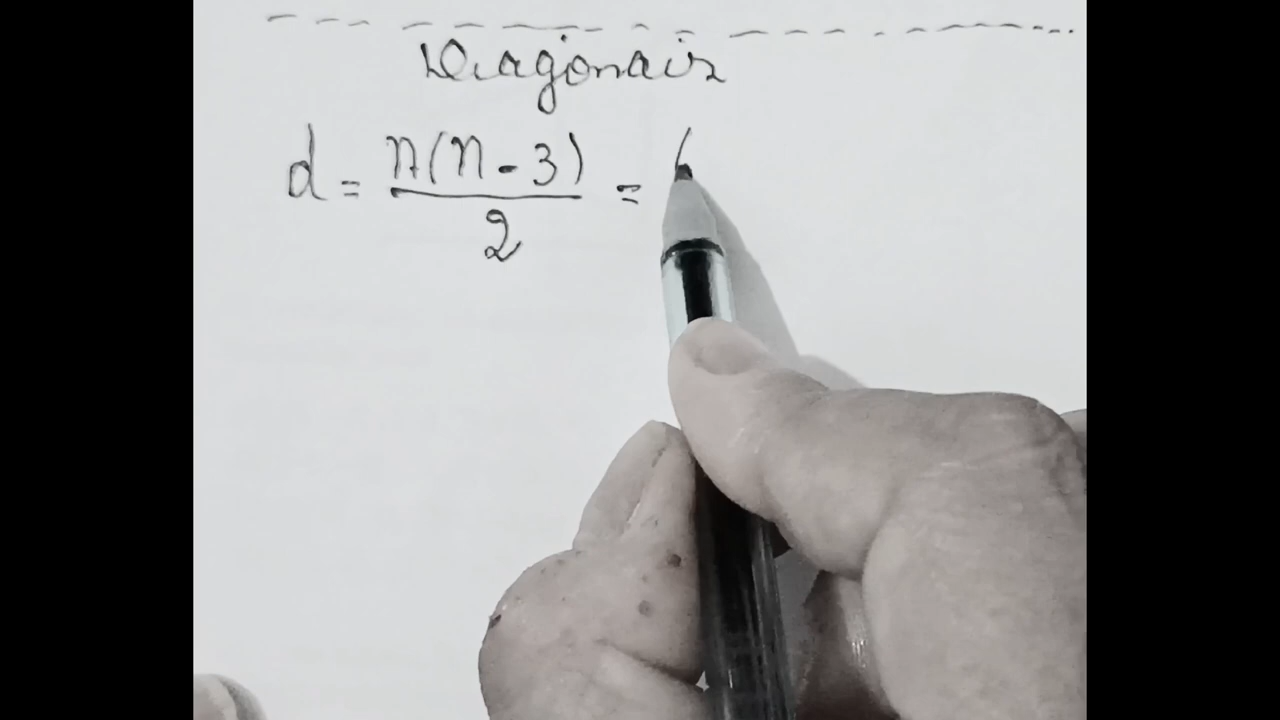 Diagonais
d = n(n - 3) / 2 =